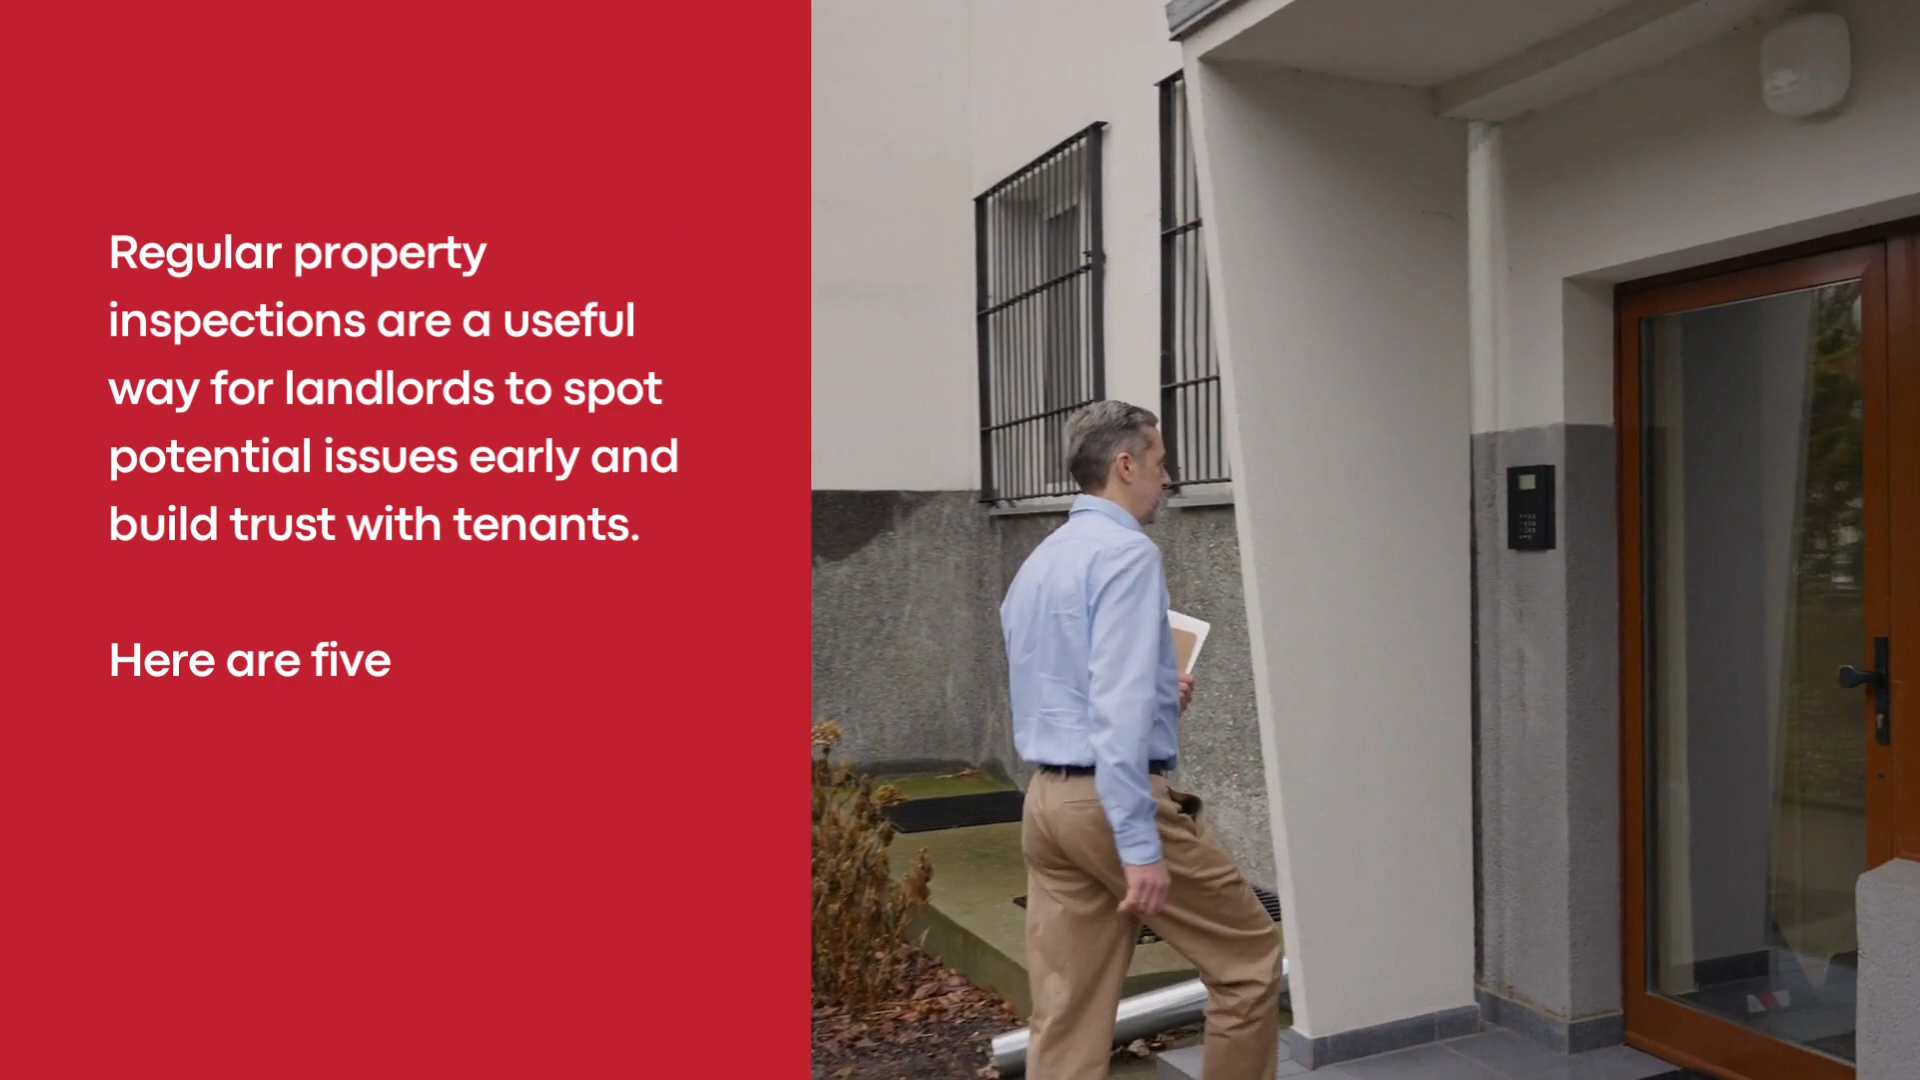 Regular property
inspections are a useful
way for landlords to spot
potential issues early and
build trust with tenants.
Here are five